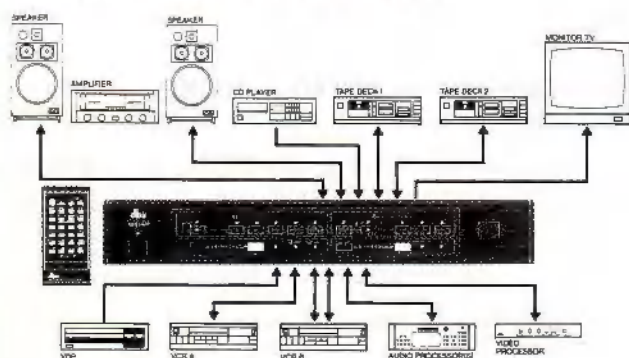 SPEAKER
SPEAKER
MONITOR TV
AMPLIFIER
CD PLAYER
TAPE DECK 1
TAPE DECK 2
VDP
VCR A
VCR B
AUDIO PROCESSOR(S)
VIDEO
PROCESSOR